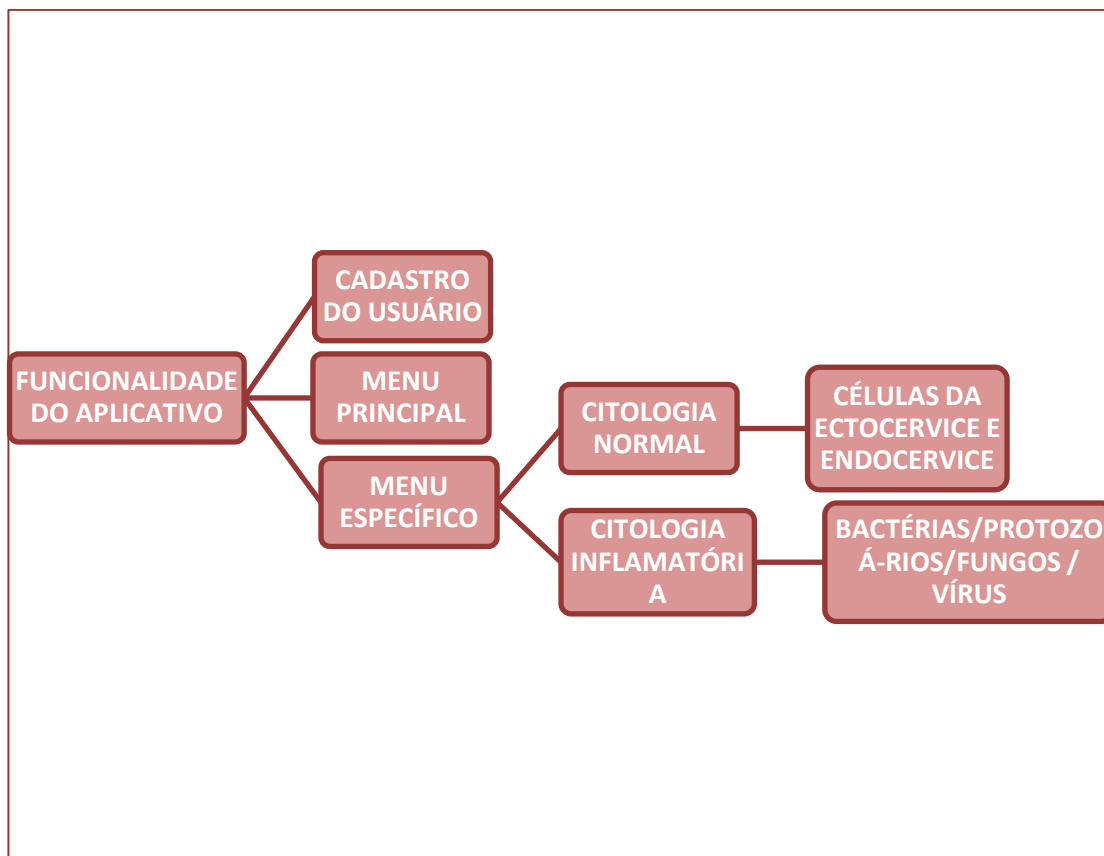 CADASTRO
DO USUÁRIO
FUNCIONALIDADE
DO APLICATIVO
MENU
PRINCIPAL
MENU
ESPECÍFICO
CITOLOGIA
NORMAL
CÉLULAS DA
ECTOCERVICE E
ENDOCERVICE
CITOLOGIA
INFLAMATÓRI
A
BACTÉRIAS/PROTOZO
Á-RIOS/FUNGOS /
VÍRUS